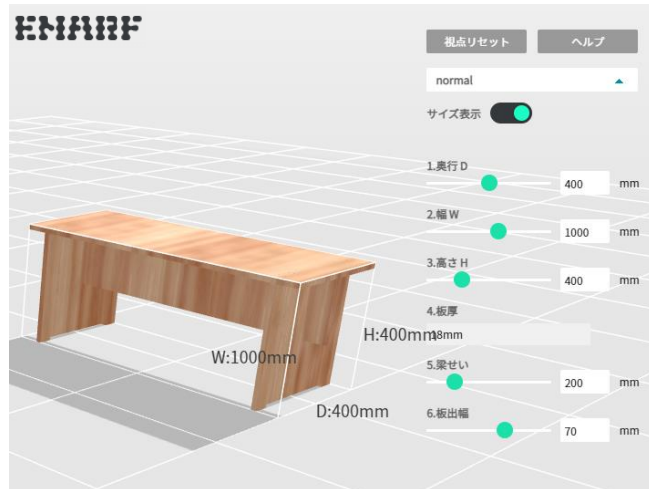 EMARF
視点リセット ヘルプ
normal
サイズ表示
1.奥行 D
400 mm
2.幅 W
1000 mm
3.高さ H
400 mm
4.板厚
18mm
5.梁せい
200 mm
6.板出幅
70 mm
H:400mm
W:1000mm
D:400mm